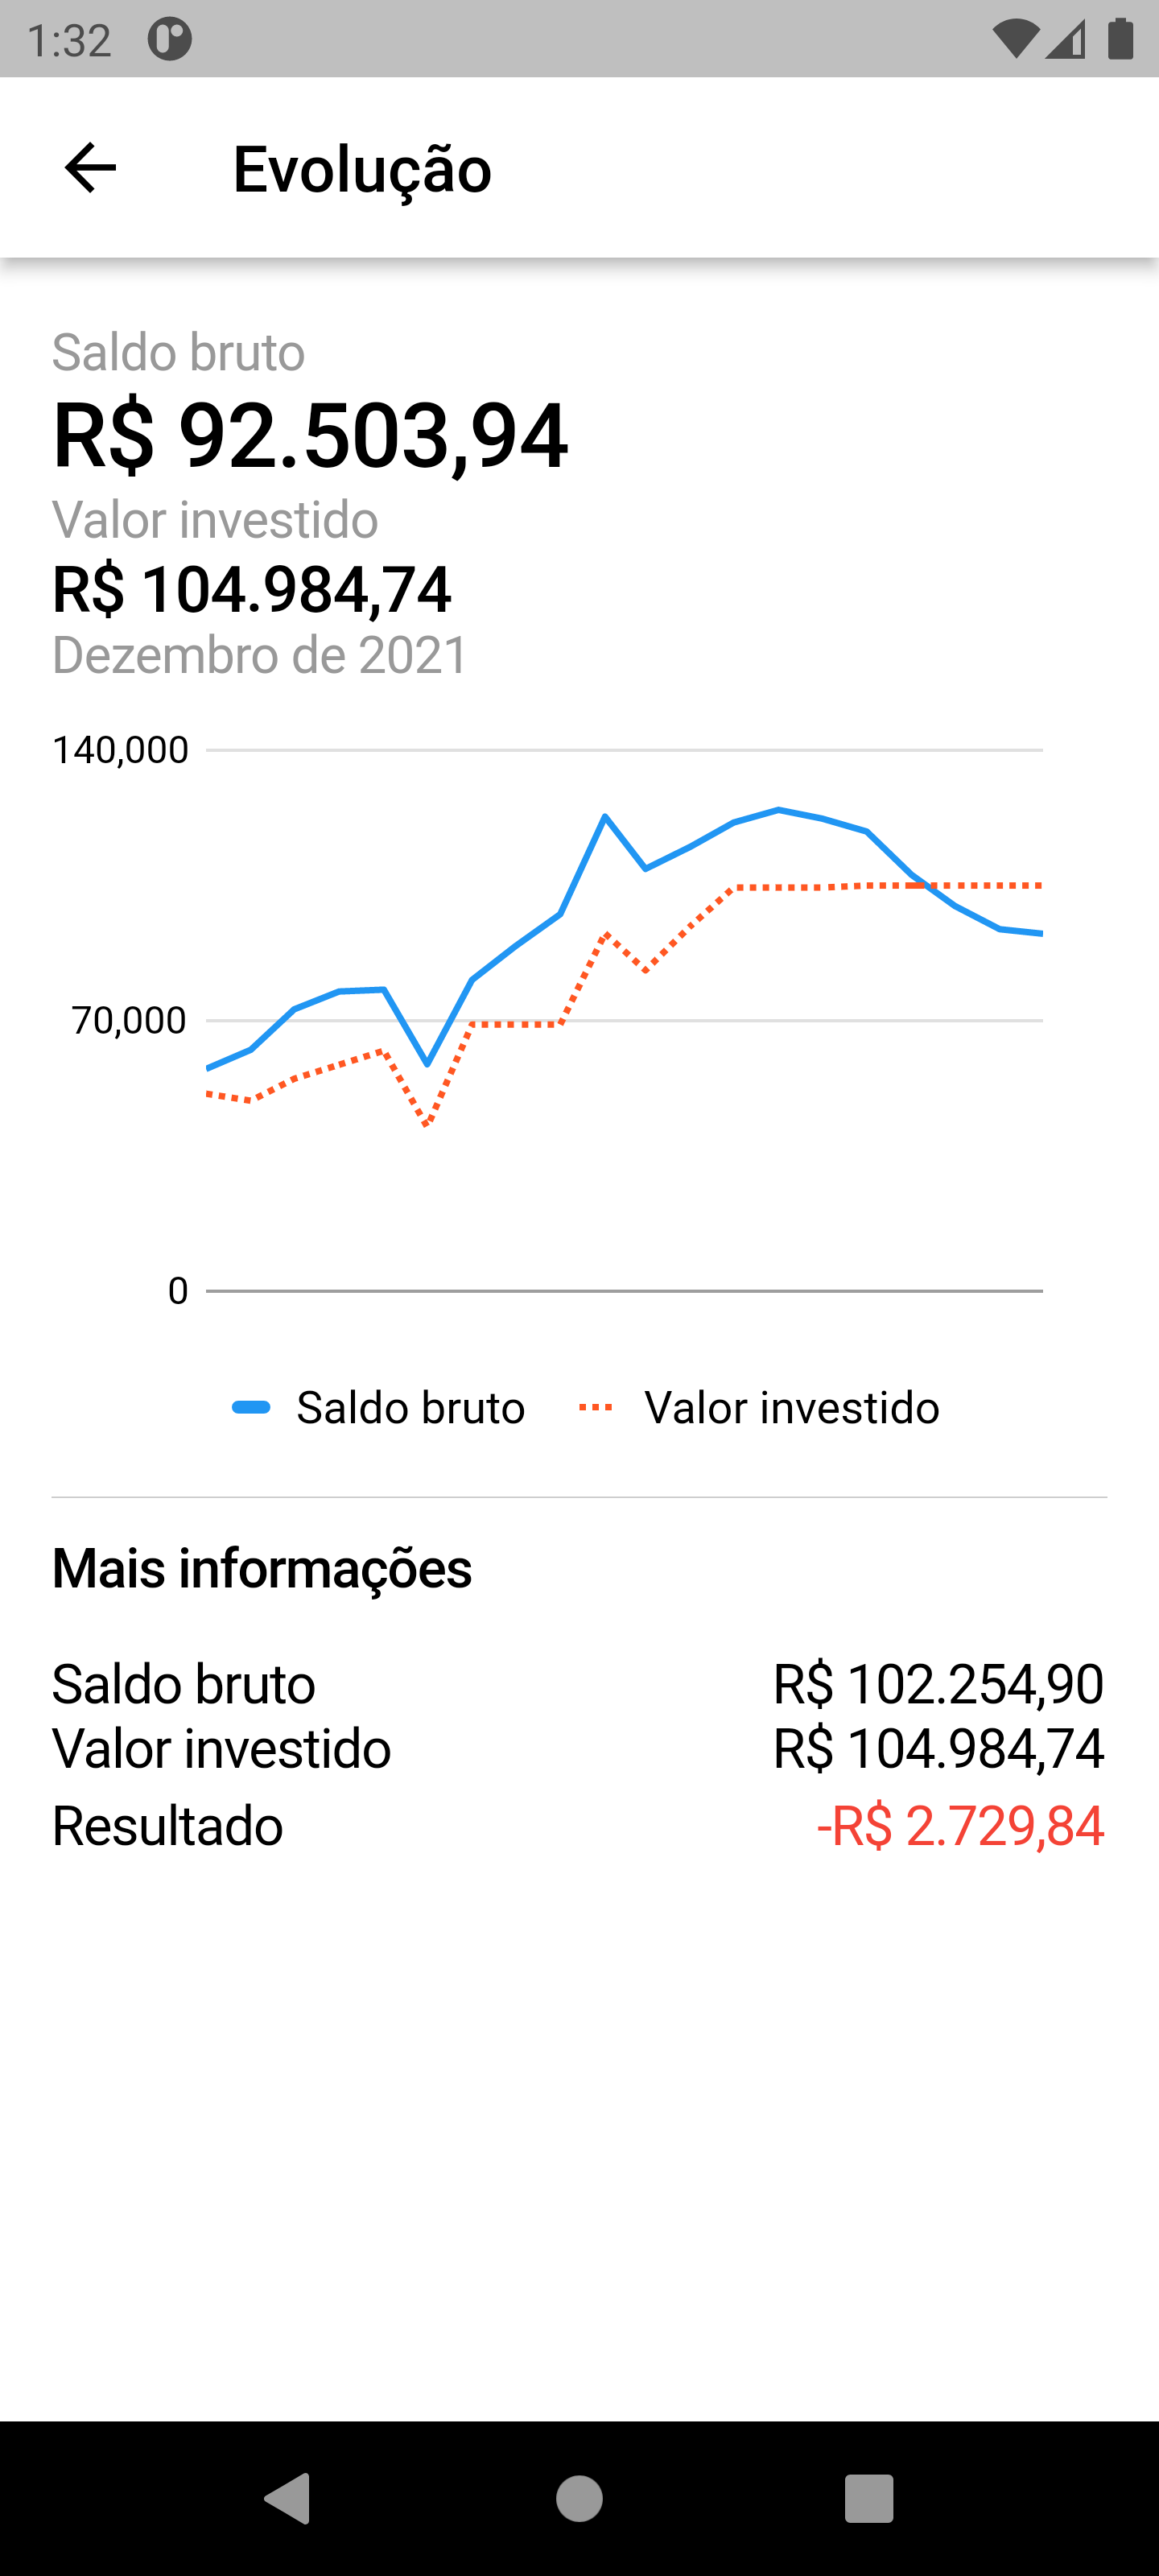 1:32
Evolução
Saldo bruto
R$ 92.503,94
Valor investido
R$ 104.984,74
Dezembro de 2021
140,000
70,000
0
Saldo bruto Valor investido
Mais informações
Saldo bruto R$ 102.254,90
Valor investido R$ 104.984,74
Resultado -R$ 2.729,84